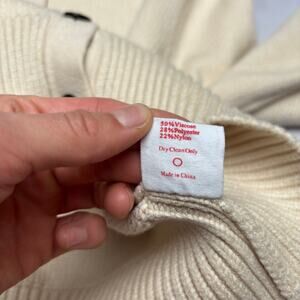 50%Viscose
28%Polyester
22%Nylon
Dry Clean Only
Made in China